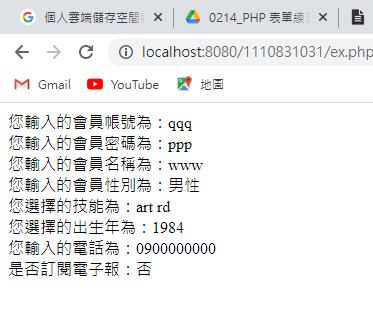 個人雲端儲存空間
0214_PHP 表單練
localhost:8080/1110831031/ex.php
Gmail
YouTube
地圖
您輸入的會員帳號為：qqq
您輸入的會員密碼為：ppp
您輸入的會員名稱為：www
您輸入的會員性別為：男性
您選擇的技能為：art rd
您選擇的出生年為：1984
您輸入的電話為：0900000000
是否訂閱電子報：否